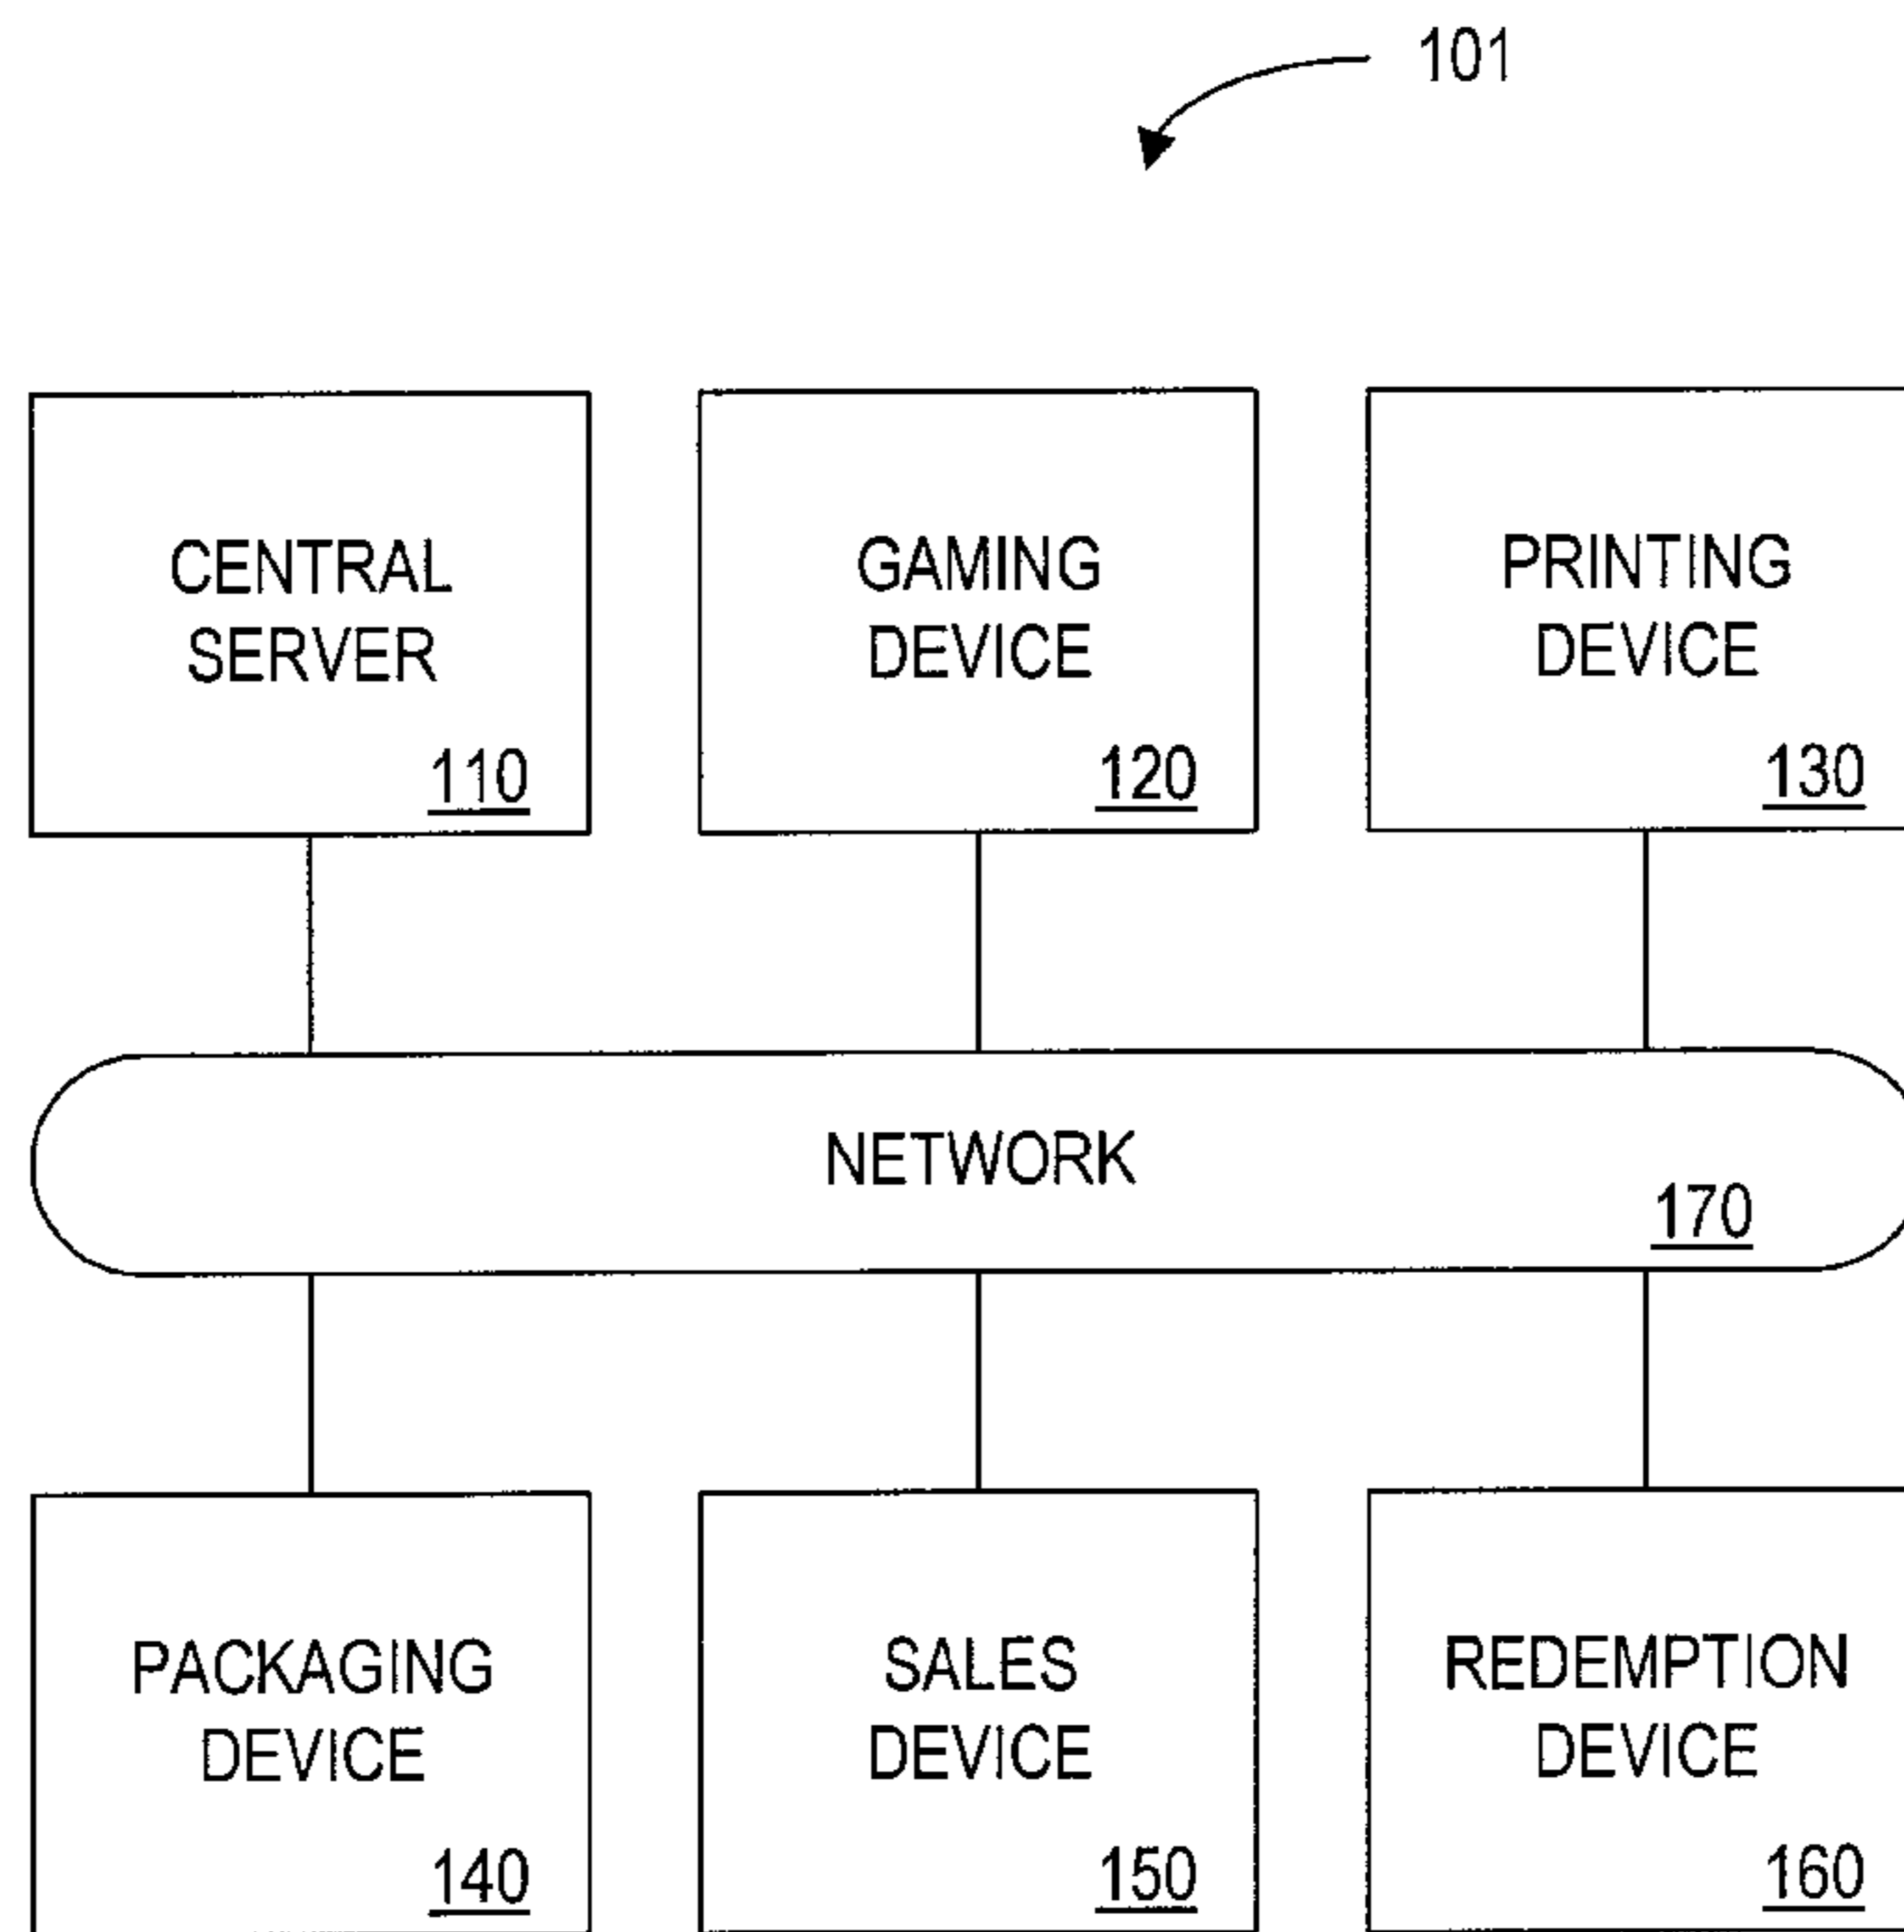 101
CENTRAL
SERVER
110
GAMING
DEVICE
120
PRINTING
DEVICE
130
NETWORK
170
PACKAGING
DEVICE
140
SALES
DEVICE
150
REDEMPTION
DEVICE
160